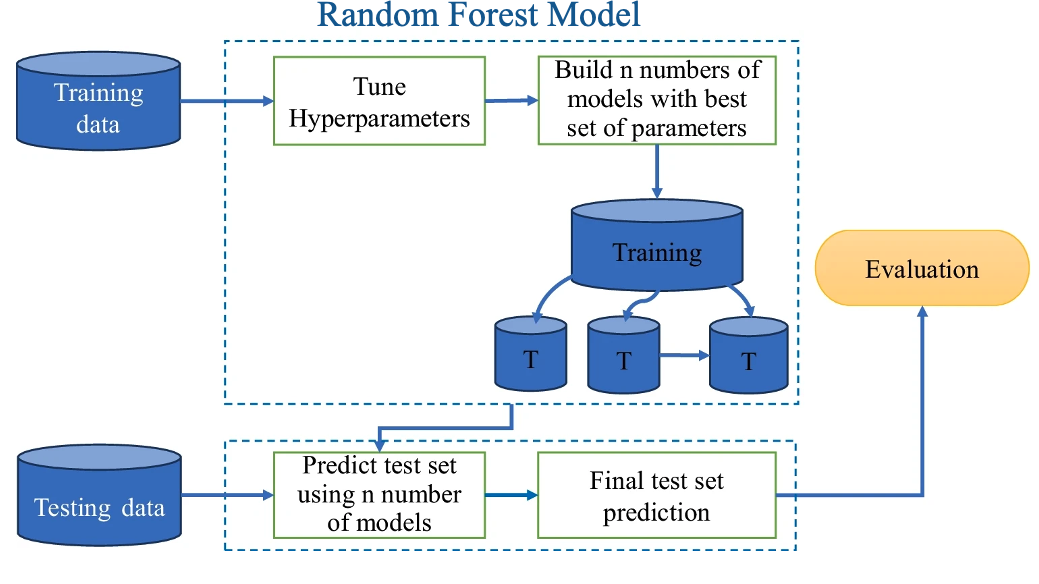 Random Forest Model
Training
data
Tune
Hyperparameters
Build n numbers of
models with best
set of parameters
Training
Evaluation
T
T
T
Testing data
Predict test set
using n number
of models
Final test set
prediction